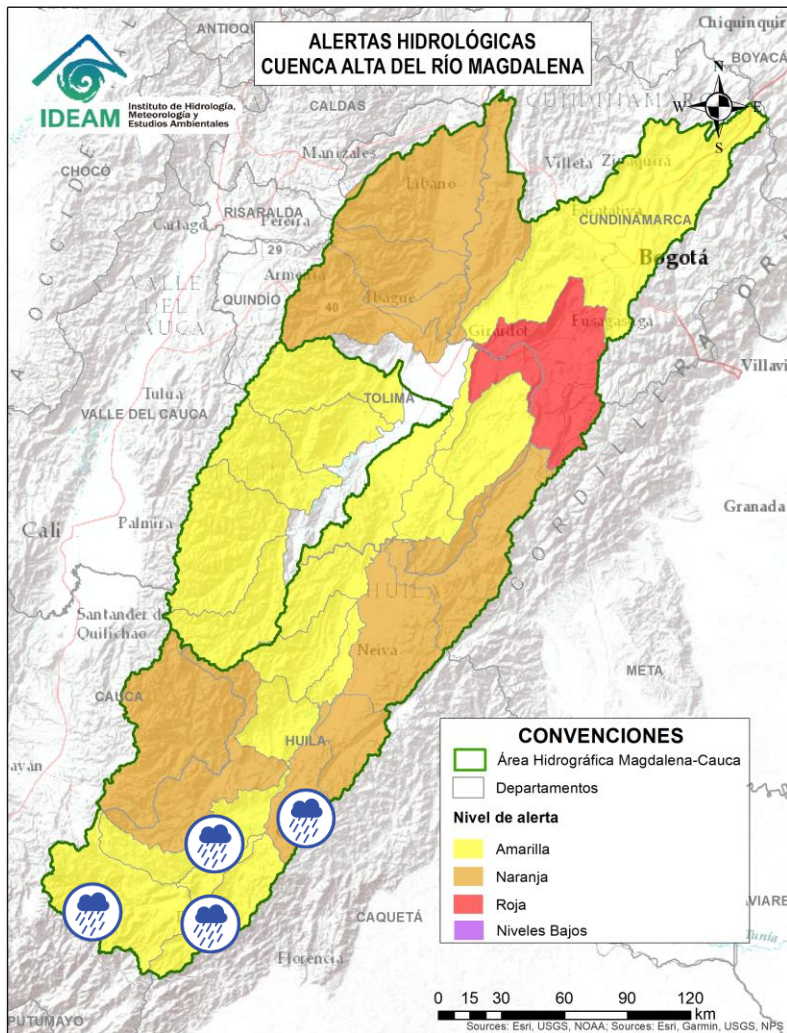 ALERTAS HIDROLÓGICAS
CUENCA ALTA DEL RÍO MAGDALENA
IDEAM
Instituto de Hidrología,
Meteorología y
Estudios Ambientales
Chiquinquir
BOYACÁ
CALDAS
Manizales
CHOCÓ
N
W
E
S
Líbano
Villeta
Zipaquirá
RISARALDA
Pereira
Cartago
CUNDINAMARCA
Bogotá
29
Armenia
QUINDÍO
40
Ibague
VALLE
DEL
CAUCA
Girardot
Fusagasugá
Villavi
Tulua
VALLE DEL CAUCA
TOLIMA
Cali
Palmira
Granada
HUILA
Santander de
Quilichao
Neiva
META
CAUCA
HUILA
CAQUETÁ
Florencia
PUTUMAYO
CONVENCIONES
Área Hidrográfica Magdalena-Cauca
Departamentos
Nivel de alerta
Amarilla
Naranja
Roja
Niveles Bajos
VIARE
Tunía
0 15 30 60 90 120
km
Sources: Esri, USGS, NOAA; Sources: Esri, Garmin, USGS, NPS